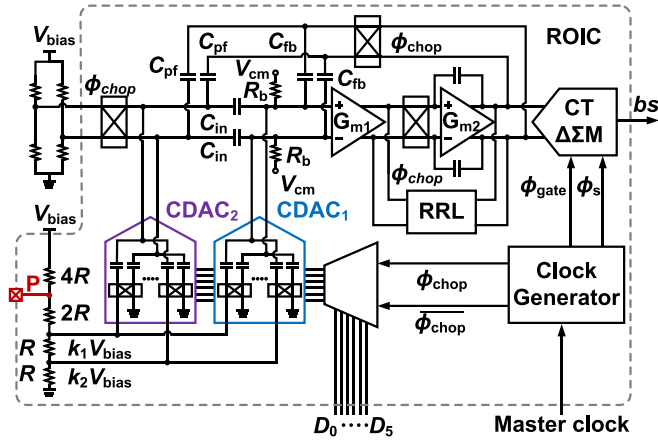 V_bias
C_pf
C_pf
C_fb
ϕ_chop
ROIC
ϕ_chop
V_cm
R_b
C_fb
C_in
C_in
+
−
G_m1
+
−
G_m2
CT
ΔΣM
bs
R_b
V_cm
ϕ_chop
RRL
ϕ_gate
ϕ_s
V_bias
CDAC_2
CDAC_1
P
4R
2R
R
k_1V_bias
R
k_2V_bias
ϕ_chop
\overline{ϕ_chop}
Clock
Generator
D_0 ····· D_5
Master clock